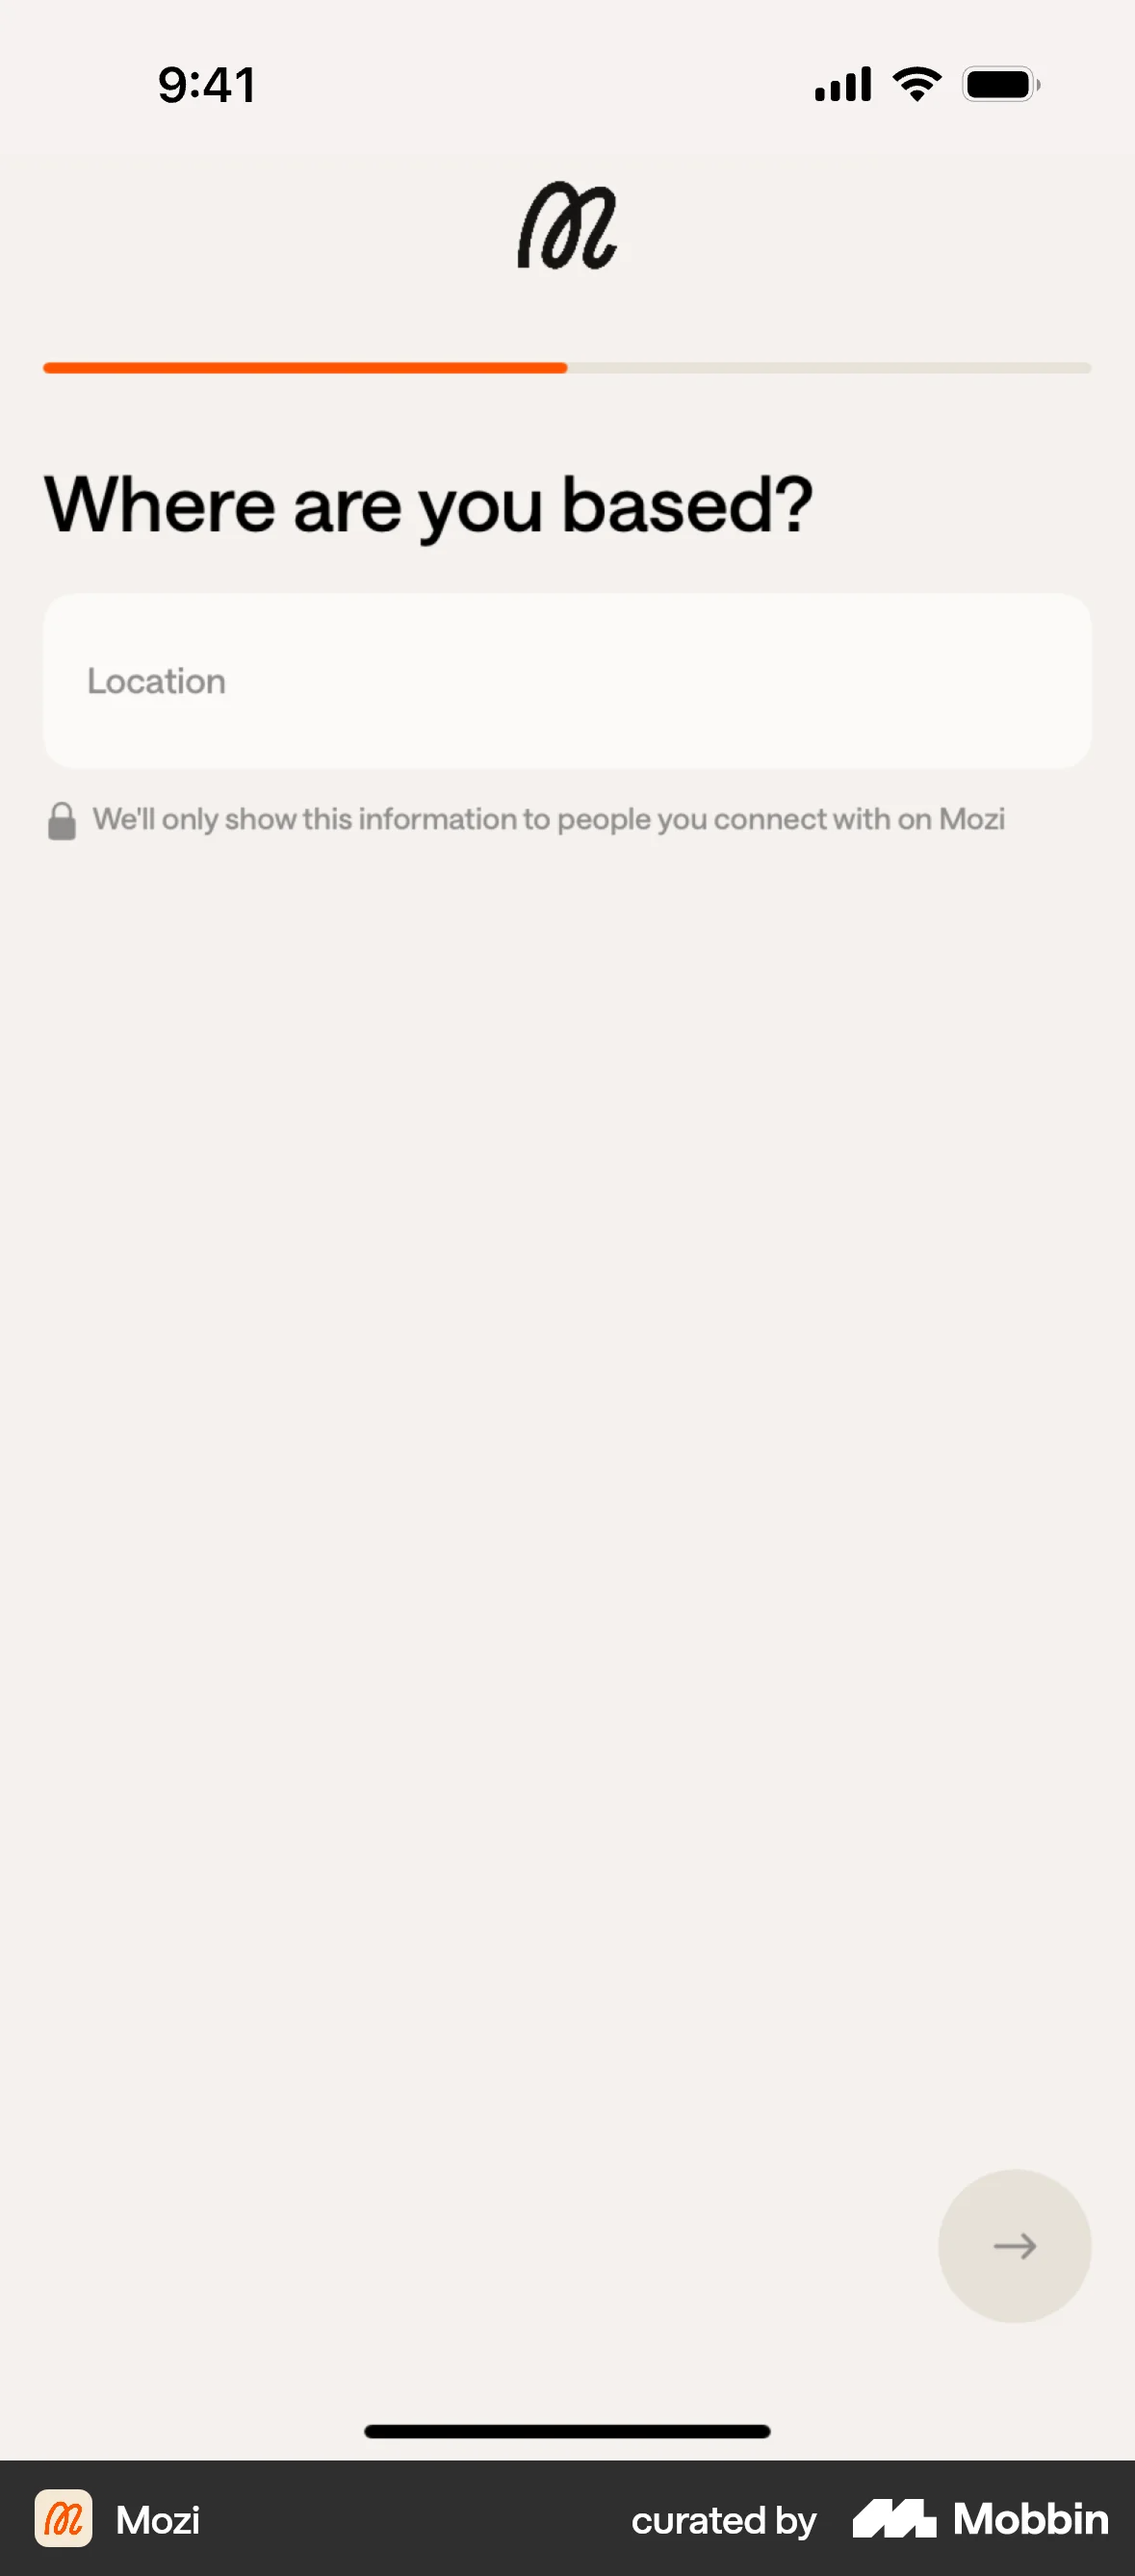 9:41
Where are you based?
Location
We'll only show this information to people you connect with on Mozi
Mozi
curated by Mobbin